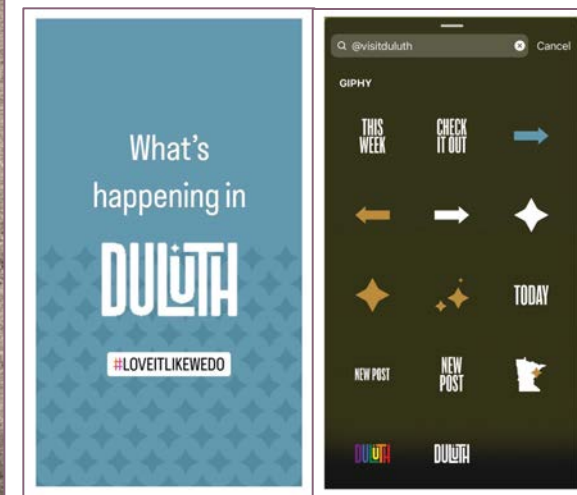 What's
happening in
DULUTH
#LOVEITLIKEWEDO
@visitduluth
Cancel
GIPHY
THIS
WEEK
CHECK
IT OUT
TODAY
NEW POST
NEW
POST
DULUTH
DULUTH